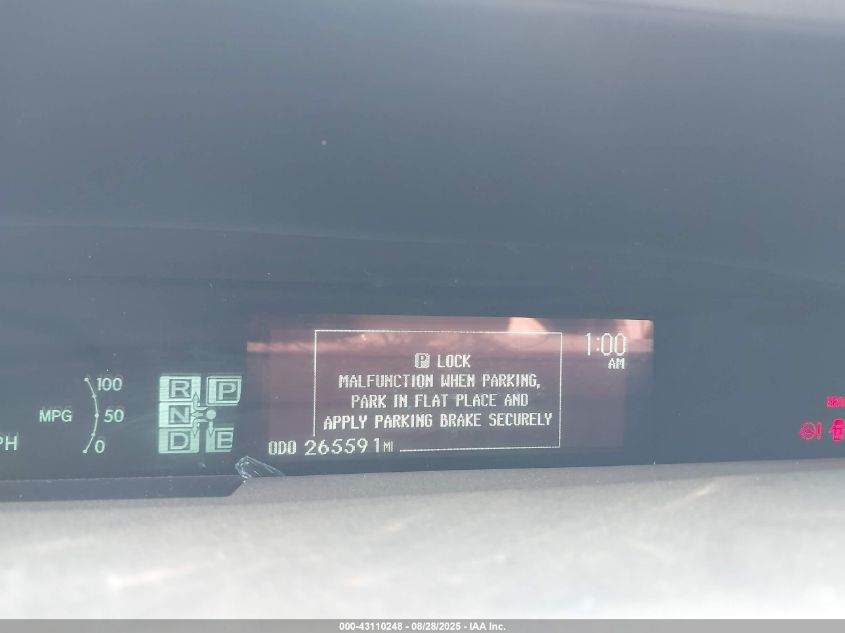 100
MPG 50
0
PH
R P
N
D B
P LOCK
MALFUNCTION WHEN PARKING,
PARK IN FLAT PLACE AND
APPLY PARKING BRAKE SECURELY
1:00
AM
ODO 265591 MI
000-43110248 - 08/28/2025 - IAA Inc.